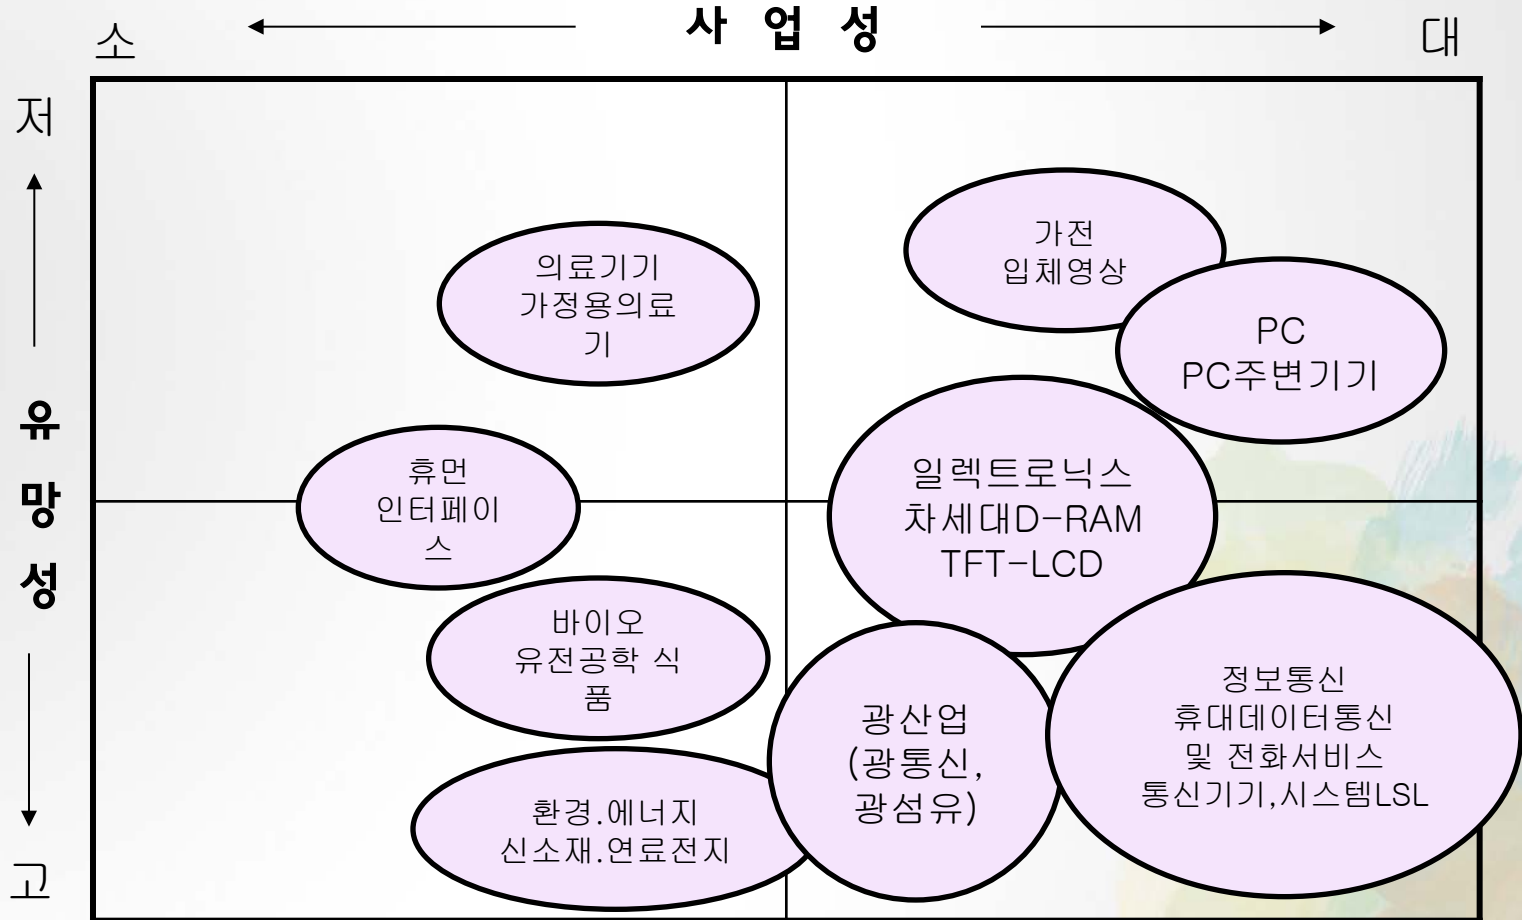 사 업 성
소
대
저
유
망
성
고
가전
입체영상
의료기기
가정용의료
기
PC
PC주변기기
휴먼
인터페이
스
일렉트로닉스
차세대D-RAM
TFT-LCD
바이오
유전공학 식
품
정보통신
휴대데이터통신
및 전화서비스
통신기기,시스템LSL
광산업
(광통신,
광섬유)
환경.에너지
신소재.연료전지